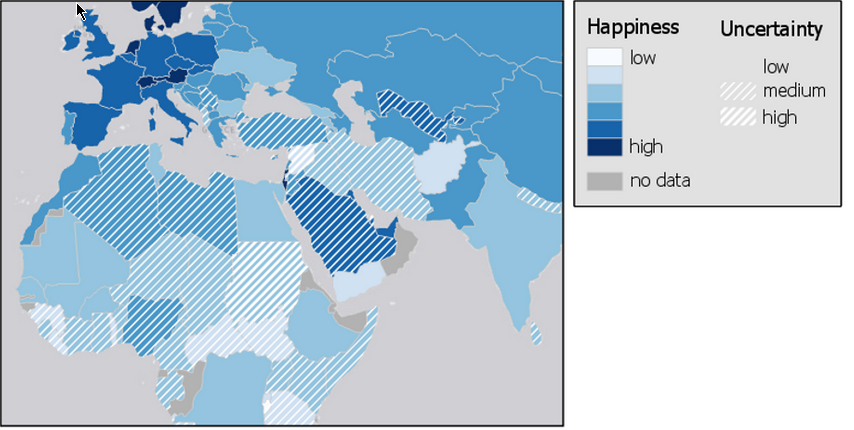 Happiness
low
high
no data
Uncertainty
low
medium
high